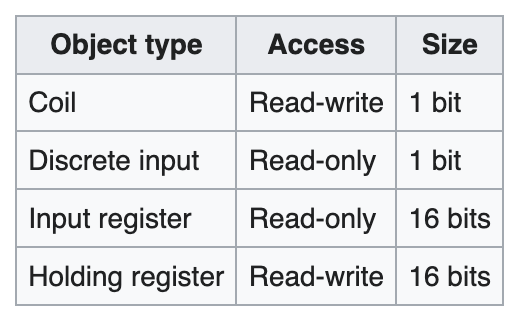 Object type Access Size
Coil Read-write 1 bit
Discrete input Read-only 1 bit
Input register Read-only 16 bits
Holding register Read-write 16 bits